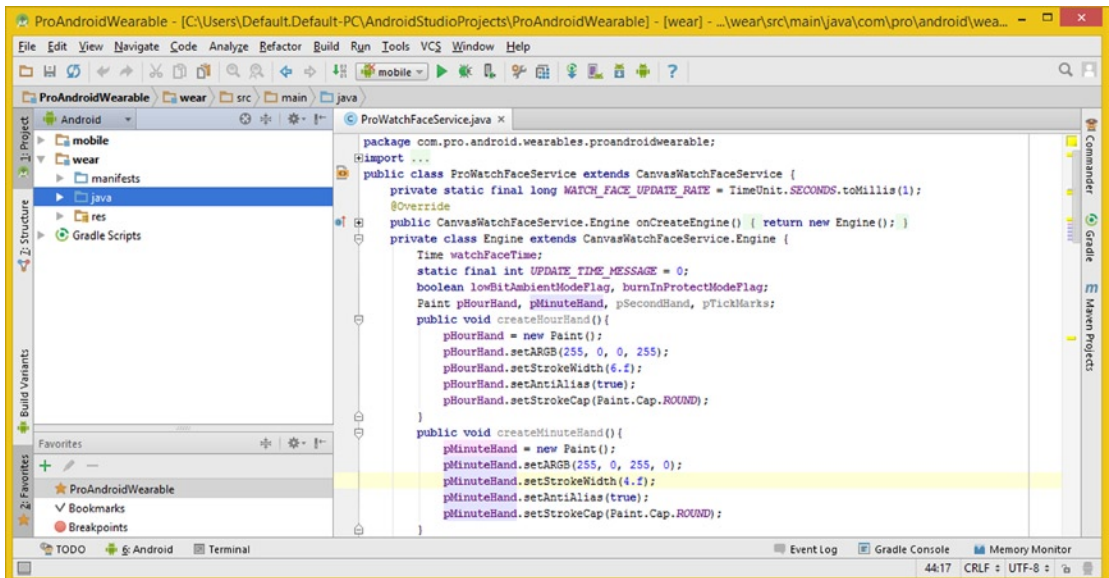 ProAndroidWearable - [C:\Users\Default.Default-PC\AndroidStudioProjects\ProAndroidWearable] - [wear] - ...\wear\src\main\java\com\pro\android\wea...
File Edit View Navigate Code Analyze Refactor Build Run Tools VCS Window Help
mobile
ProAndroidWearable wear src main java
1: Project
Z: Structure
Build Variants
2: Favorites
Android
mobile
wear
manifests
java
res
Gradle Scripts
Favorites
ProAndroidWearable
Bookmarks
Breakpoints
ProWatchFaceService.java
package com.pro.android.wearables.proandroidwearable;
import ...
public class ProWatchFaceService extends CanvasWatchFaceService {
private static final long WATCH_FACE_UPDATE_RATE = TimeUnit.SECONDS.toMillis(1);
@Override
public CanvasWatchFaceService.Engine onCreateEngine() { return new Engine(); }
private class Engine extends CanvasWatchFaceService.Engine {
Time watchFaceTime;
static final int UPDATE_TIME_MESSAGE = 0;
boolean lowBitAmbientModeFlag, burnInProtectModeFlag;
Paint pHourHand, pMinuteHand, pSecondHand, pTickMarks;
public void createHourHand(){
pHourHand = new Paint();
pHourHand.setARGB(255, 0, 0, 255);
pHourHand.setStrokeWidth(6.f);
pHourHand.setAntiAlias(true);
pHourHand.setStrokeCap(Paint.Cap.ROUND);
}
public void createMinuteHand(){
pMinuteHand = new Paint();
pMinuteHand.setARGB(255, 0, 255, 0);
pMinuteHand.setStrokeWidth(4.f);
pMinuteHand.setAntiAlias(true);
pMinuteHand.setStrokeCap(Paint.Cap.ROUND);
}
Commander
Gradle
Maven Projects
TODO 6: Android Terminal Event Log Gradle Console Memory Monitor
44:17 CRLF UTF-8